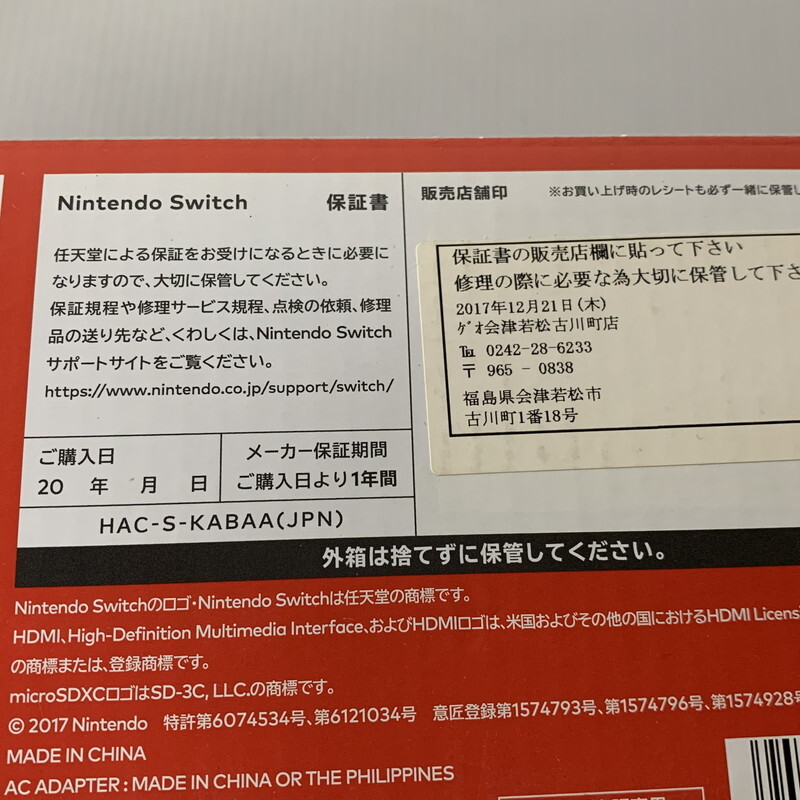 Nintendo Switch 保証書
任天堂による保証をお受けになるときに必要に
なりますので、大切に保管してください。
保証規程や修理サービス規程、点検の依頼、修理
品の送り先など、くわしくは、Nintendo Switch
サポートサイトをご覧ください。
https://www.nintendo.co.jp/support/switch/
ご購入日
20 年 月 日
メーカー保証期間
ご購入日より1年間
HAC-S-KABAA(JPN)
販売店舗印 ※お買い上げ時のレシートも必ず一緒に保管し
保証書の販売店欄に貼って下さい
修理の際に必要な為大切に保管して下さ
2017年12月21日(木)
ゲオ会津若松古川町店
℡ 0242-28-6233
〒 965 - 0838
福島県会津若松市
古川町1番18号
外箱は捨てずに保管してください。
Nintendo Switchのロゴ・Nintendo Switchは任天堂の商標です。
HDMI、High-Definition Multimedia Interface、およびHDMIロゴは、米国およびその他の国におけるHDMI Licensi
の商標または、登録商標です。
microSDXCロゴはSD-3C, LLC.の商標です。
© 2017 Nintendo 特許第6074534号、第6121034号 意匠登録第1574793号、第1574796号、第1574928号
MADE IN CHINA
AC ADAPTER : MADE IN CHINA OR THE PHILIPPINES